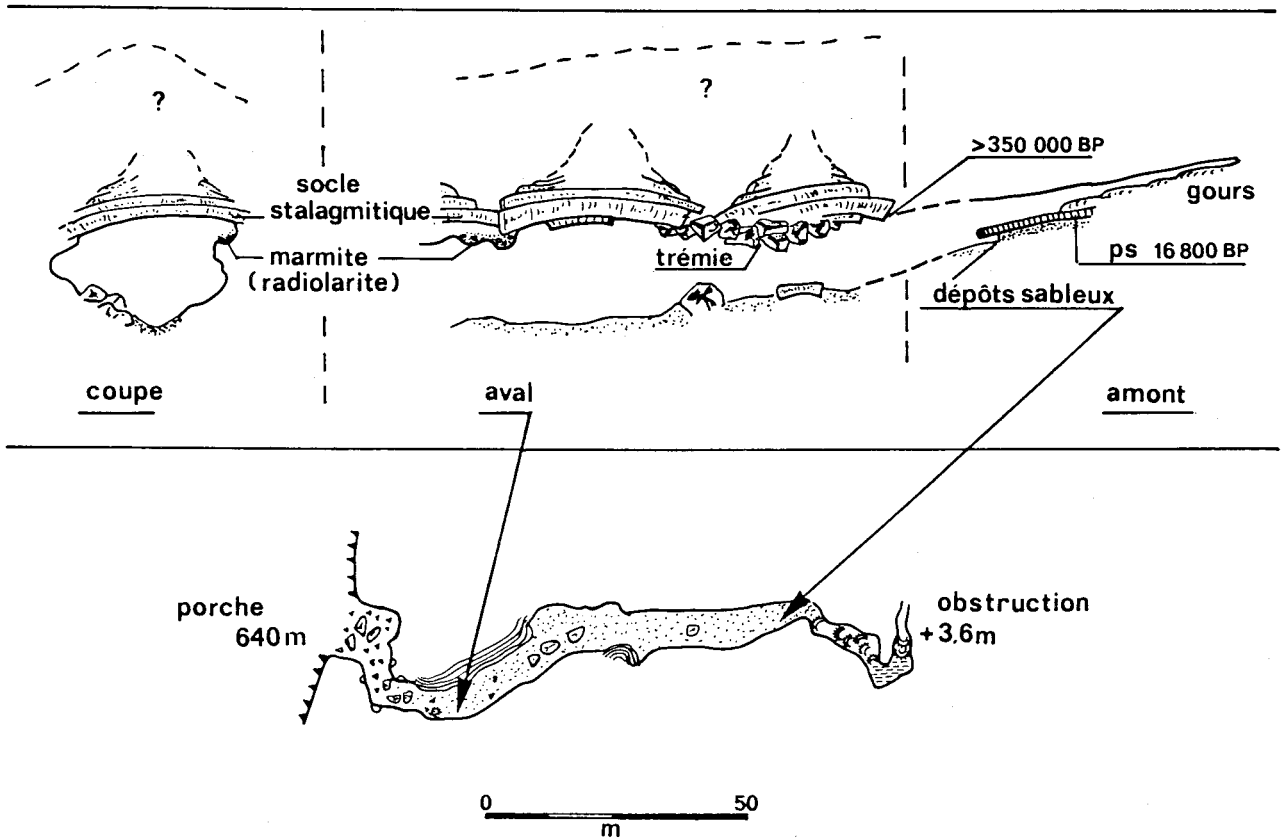 ?
?
>350 000 BP
socle
stalagmitique
gours
marmite
(radiolarite)
trémie
ps 16 800 BP
dépôts sableux
coupe
aval
amont
porche
640 m
obstruction
+ 3,6m
0
50
m